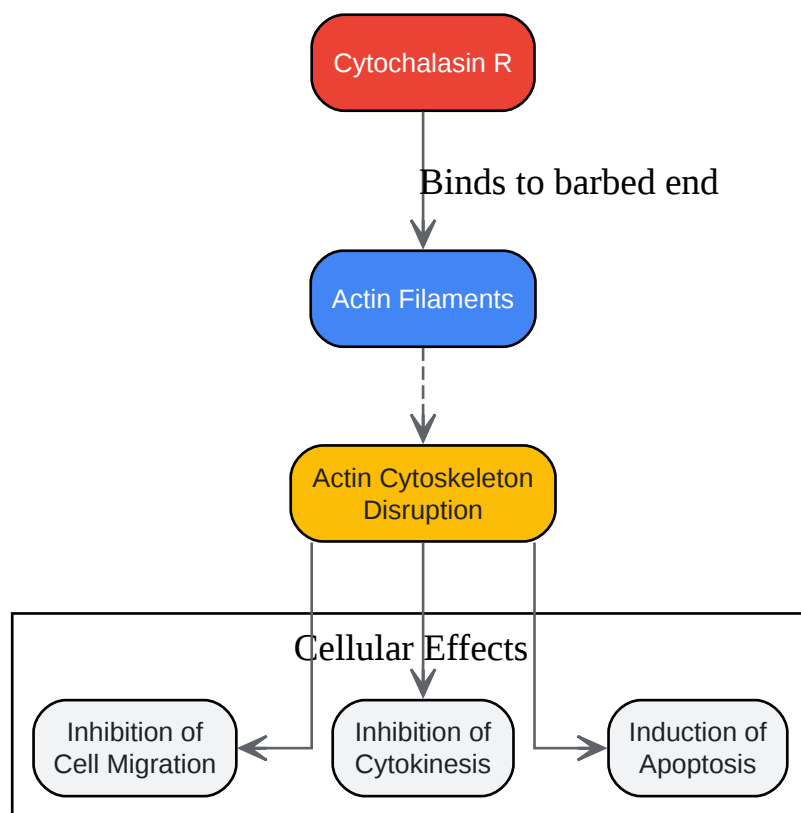 Cytochalasin R
Binds to barbed end
Actin Filaments
Actin Cytoskeleton
Disruption
Cellular Effects
Inhibition of
Cell Migration
Inhibition of
Cytokinesis
Induction of
Apoptosis